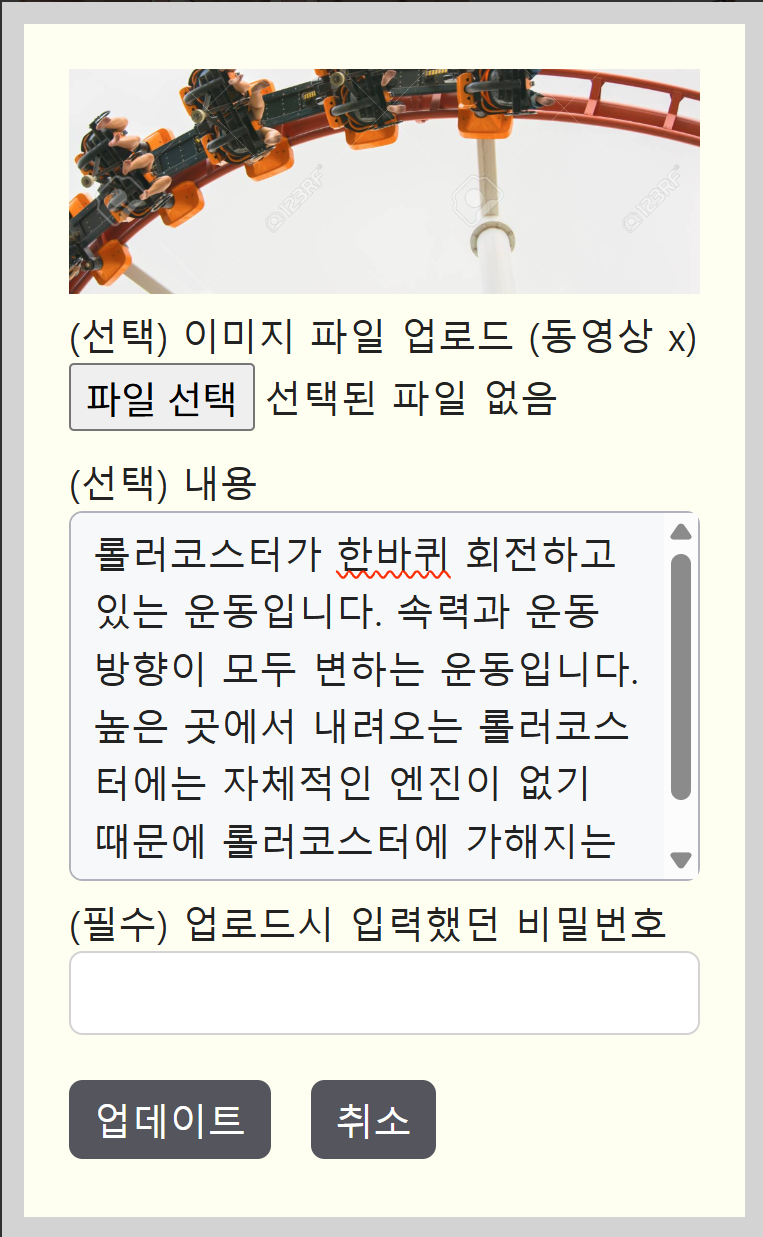 123RF
123RF
(선택) 이미지 파일 업로드 (동영상 x)
파일 선택 선택된 파일 없음
(선택) 내용
롤러코스터가 한바퀴 회전하고
있는 운동입니다. 속력과 운동
방향이 모두 변하는 운동입니다.
높은 곳에서 내려오는 롤러코스
터에는 자체적인 엔진이 없기
때문에 롤러코스터에 가해지는
(필수) 업로드시 입력했던 비밀번호
업데이트 취소